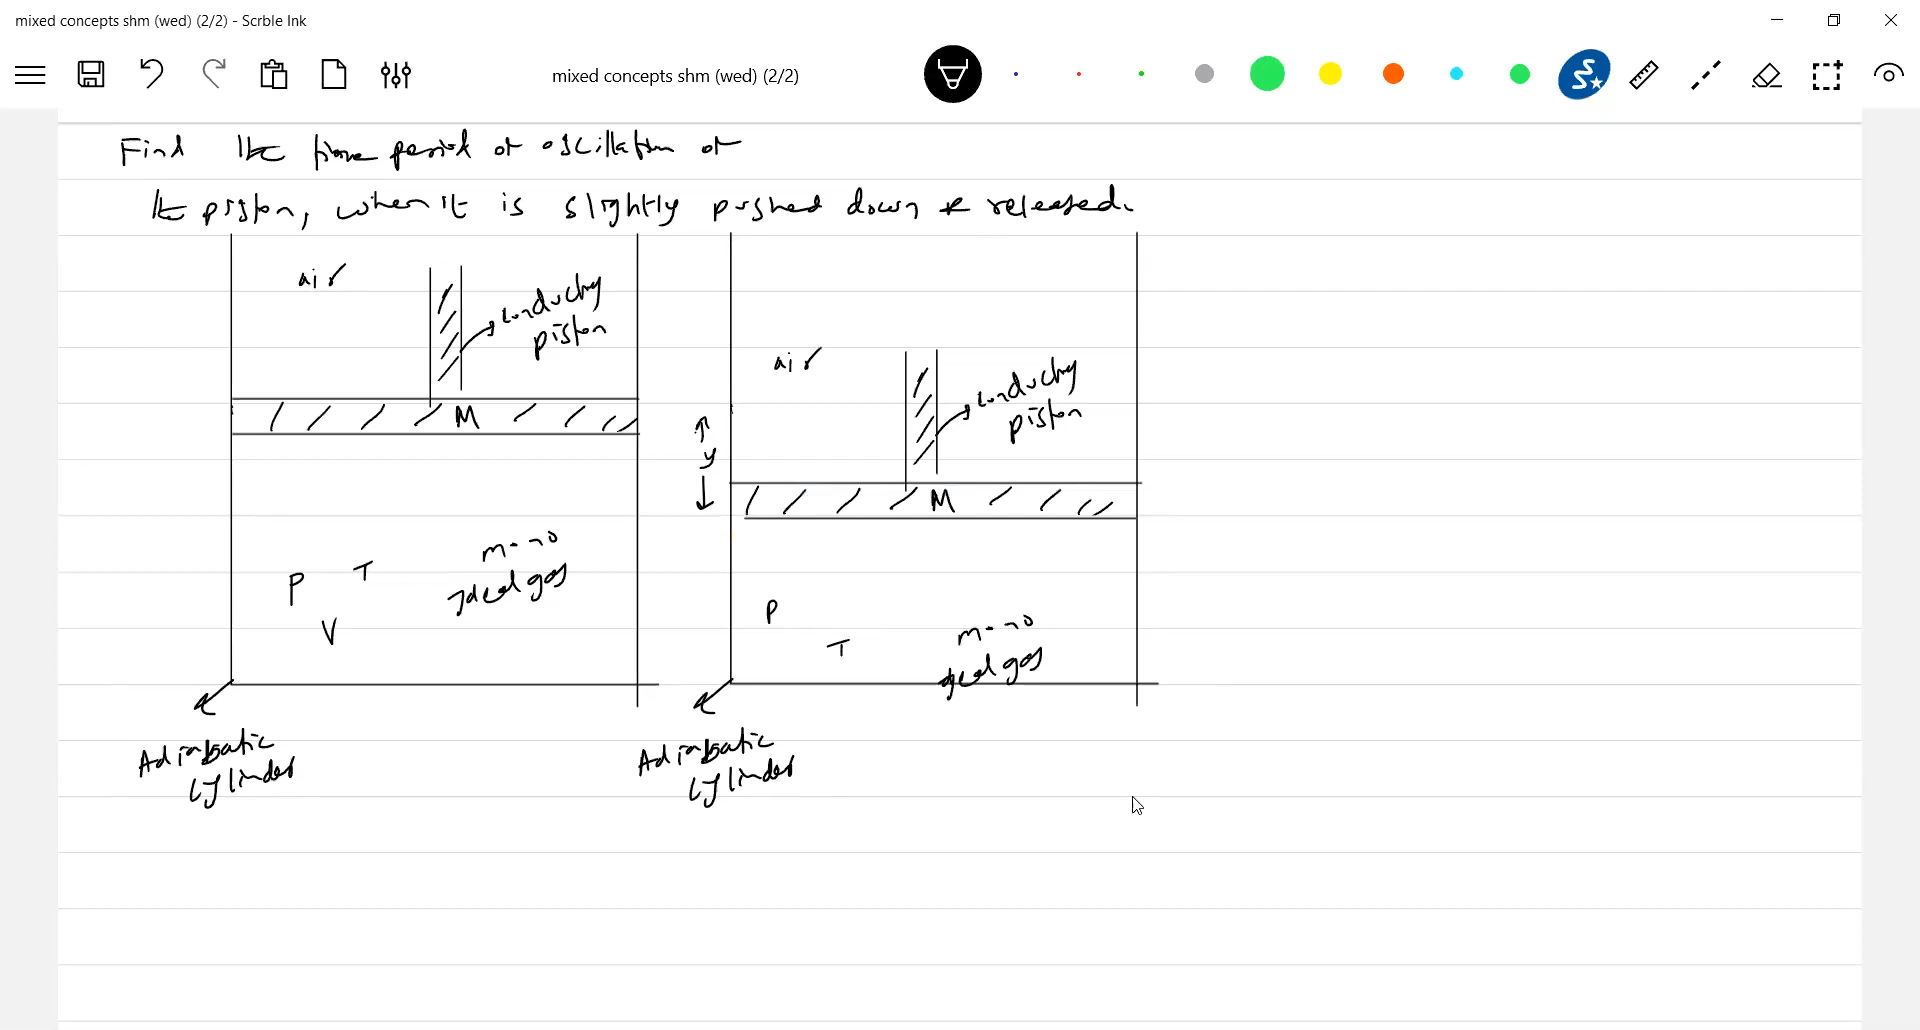 mixed concepts shm (wed) (2/2) - Scrble Ink
mixed concepts shm (wed) (2/2)
Find the time period of oscillation of
the piston, when it is slightly pushed down & released.
air
conducting
piston
M
P T
V
mono
Ideal gas
Adiabatic
cylinder
air
conducting
piston
y
M
P
T
mono
Ideal gas
Adiabatic
cylinder